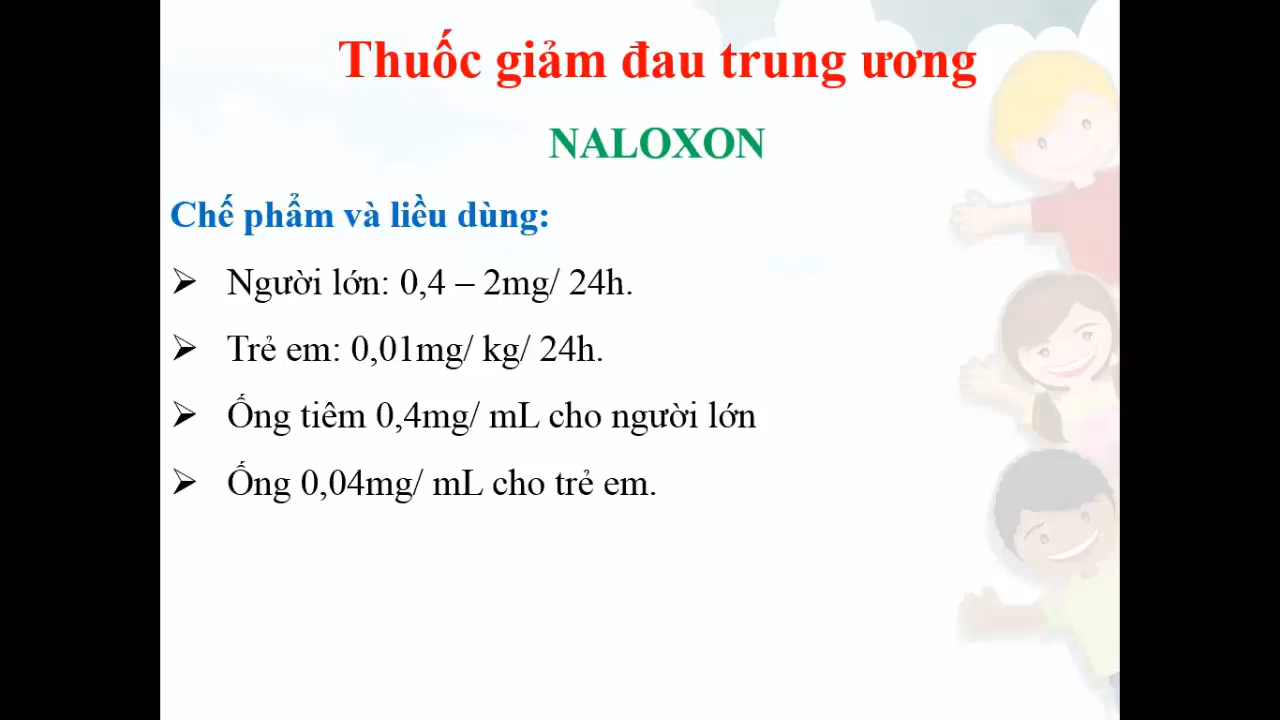 Thuốc giảm đau trung ương
NALOXON
Chế phẩm và liều dùng:
➢ Người lớn: 0,4 – 2mg/ 24h.
➢ Trẻ em: 0,01mg/ kg/ 24h.
➢ Ống tiêm 0,4mg/ mL cho người lớn
➢ Ống 0,04mg/ mL cho trẻ em.